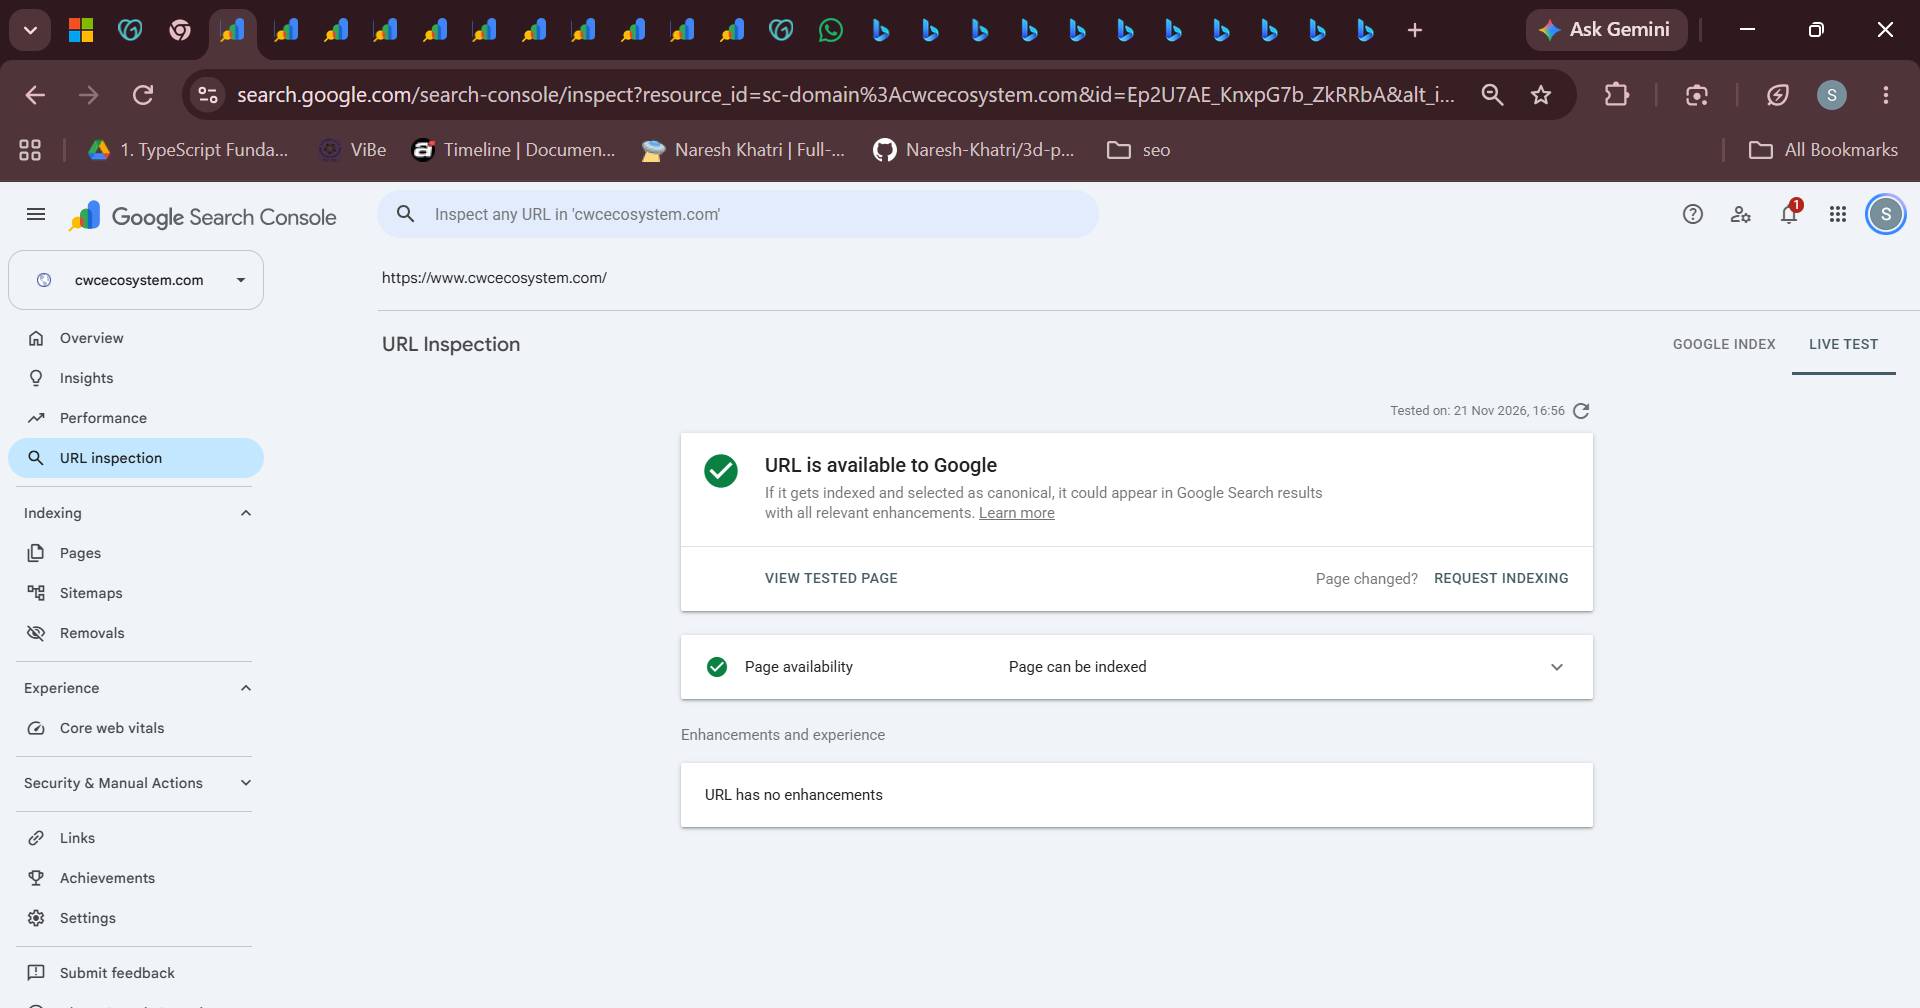 Ask Gemini
search.google.com/search-console/inspect?resource_id=sc-domain%3Acwcecosystem.com&id=Ep2U7AE_KnxpG7b_ZkRRbA&alt_i...
S
1. TypeScript Funda...
ViBe
Timeline | Documen...
Naresh Khatri | Full-...
Naresh-Khatri/3d-p...
seo
All Bookmarks
Google Search Console
Inspect any URL in 'cwcecosystem.com'
1
S
cwcecosystem.com
https://www.cwcecosystem.com/
Overview
Insights
Performance
URL inspection
Indexing
Pages
Sitemaps
Removals
Experience
Core web vitals
Security & Manual Actions
Links
Achievements
Settings
Submit feedback
URL Inspection
GOOGLE INDEX
LIVE TEST
Tested on: 21 Nov 2026, 16:56
URL is available to Google
If it gets indexed and selected as canonical, it could appear in Google Search results
with all relevant enhancements. Learn more
VIEW TESTED PAGE
Page changed?
REQUEST INDEXING
Page availability
Page can be indexed
Enhancements and experience
URL has no enhancements